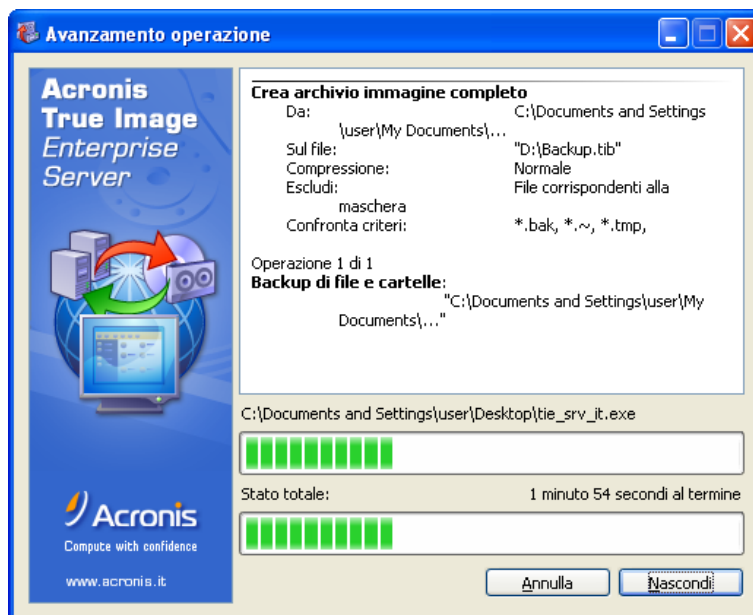 Avanzamento operazione
Acronis
True Image
Enterprise
Server
Crea archivio immagine completo
Da: C:\Documents and Settings
\user\My Documents\...
Sul file: "D:\Backup.tib"
Compressione: Normale
Escludi: File corrispondenti alla
maschera
Confronta criteri: *.bak, *.~, *.tmp,
Operazione 1 di 1
Backup di file e cartelle:
"C:\Documents and Settings\user\My
Documents\..."
C:\Documents and Settings\user\Desktop\tie_srv_it.exe
Stato totale: 1 minuto 54 secondi al termine
Acronis
Compute with confidence
www.acronis.it
Annulla Nascondi